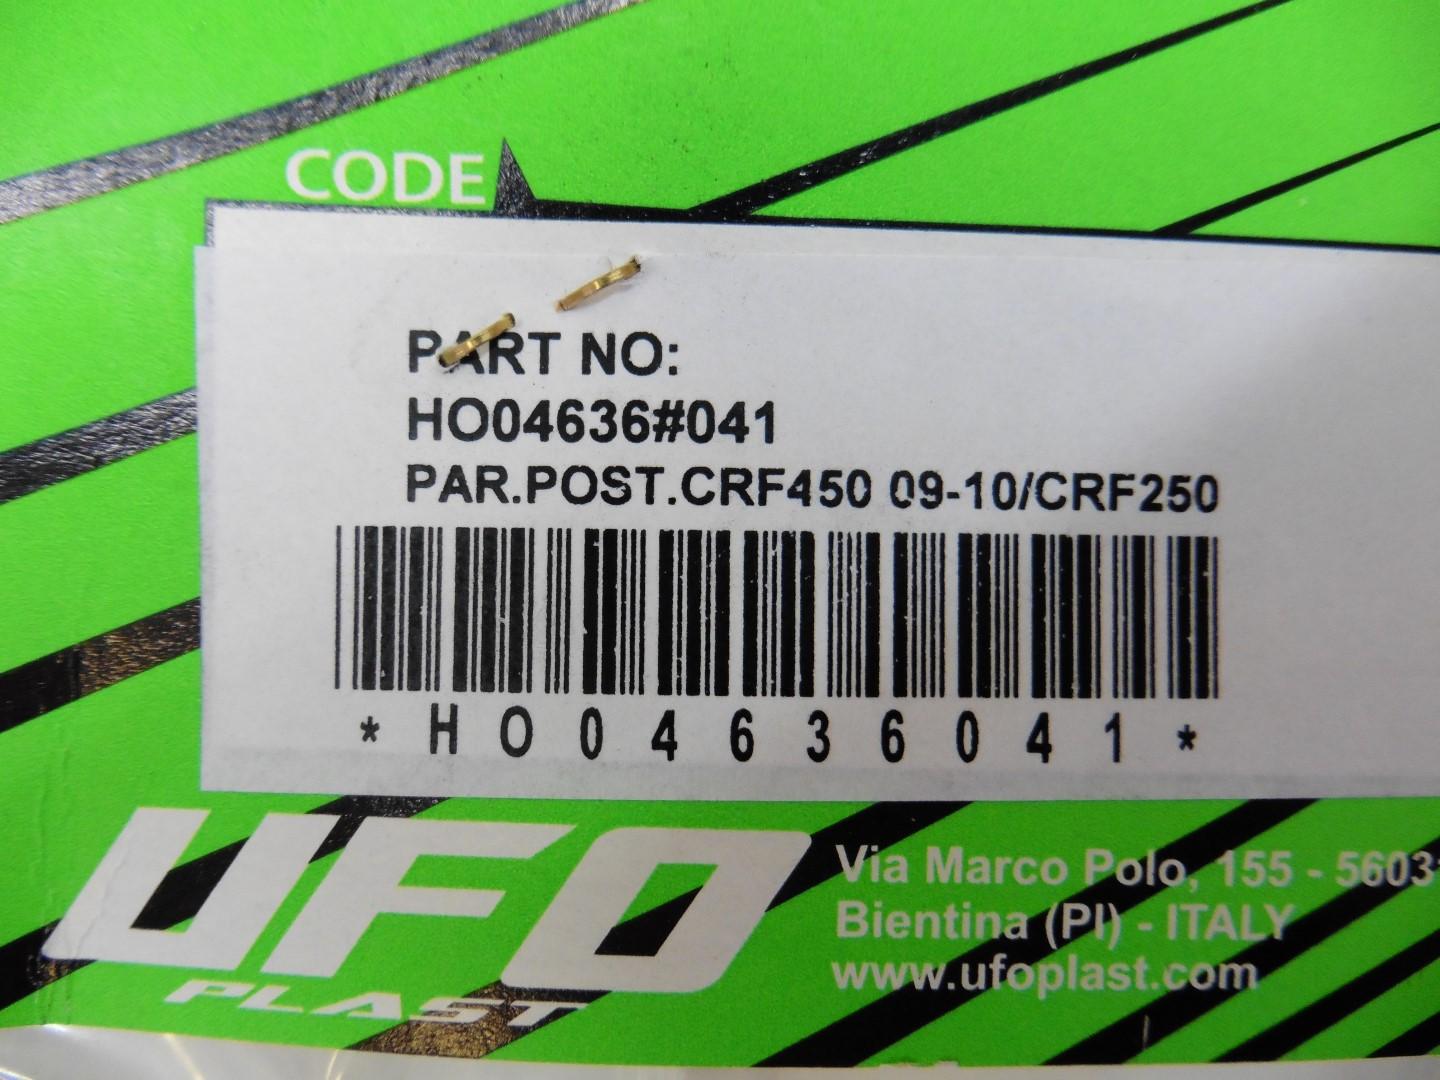 CODE
PART NO:
HO04636#041
PAR.POST.CRF450 09-10/CRF250
*HO04636041*
UFO
PLAST
Via Marco Polo, 155 - 5603
Bientina (PI) - ITALY
www.ufoplast.com